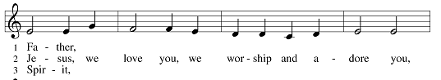 1 Fa - ther,
2 Je - sus, we love you, we wor - ship and a - dore you,
3 Spir - it,